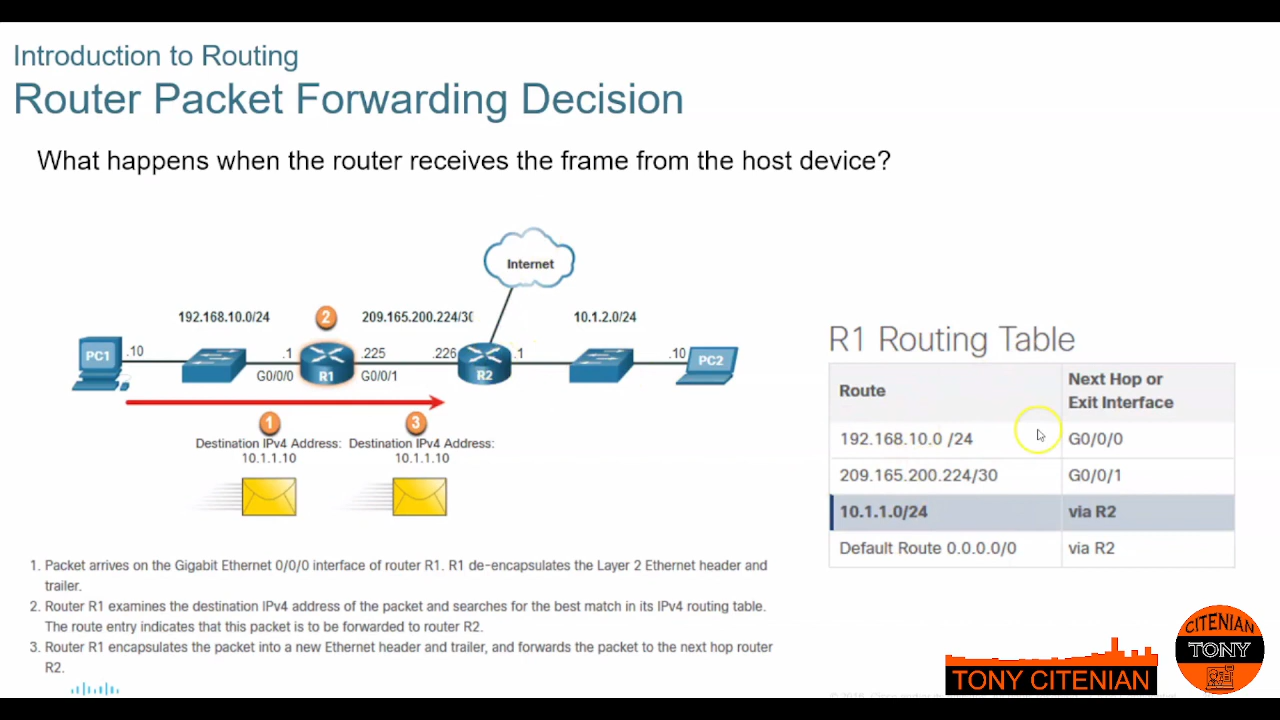 Introduction to Routing
Router Packet Forwarding Decision
What happens when the router receives the frame from the host device?
Internet
192.168.10.0/24
2
209.165.200.224/30
10.1.2.0/24
PC1
.10
.1
R1
.225
.226
R2
.1
.10
PC2
G0/0/0
G0/0/1
1
3
Destination IPv4 Address:
10.1.1.10
Destination IPv4 Address:
10.1.1.10
R1 Routing Table
Route
Next Hop or
Exit Interface
192.168.10.0 /24
G0/0/0
209.165.200.224/30
G0/0/1
10.1.1.0/24
via R2
Default Route 0.0.0.0/0
via R2
1. Packet arrives on the Gigabit Ethernet 0/0/0 interface of router R1. R1 de-encapsulates the Layer 2 Ethernet header and
trailer.
2. Router R1 examines the destination IPv4 address of the packet and searches for the best match in its IPv4 routing table.
The route entry indicates that this packet is to be forwarded to router R2.
3. Router R1 encapsulates the packet into a new Ethernet header and trailer, and forwards the packet to the next hop router
R2.
TONY CITENIAN
CITENIAN
TONY